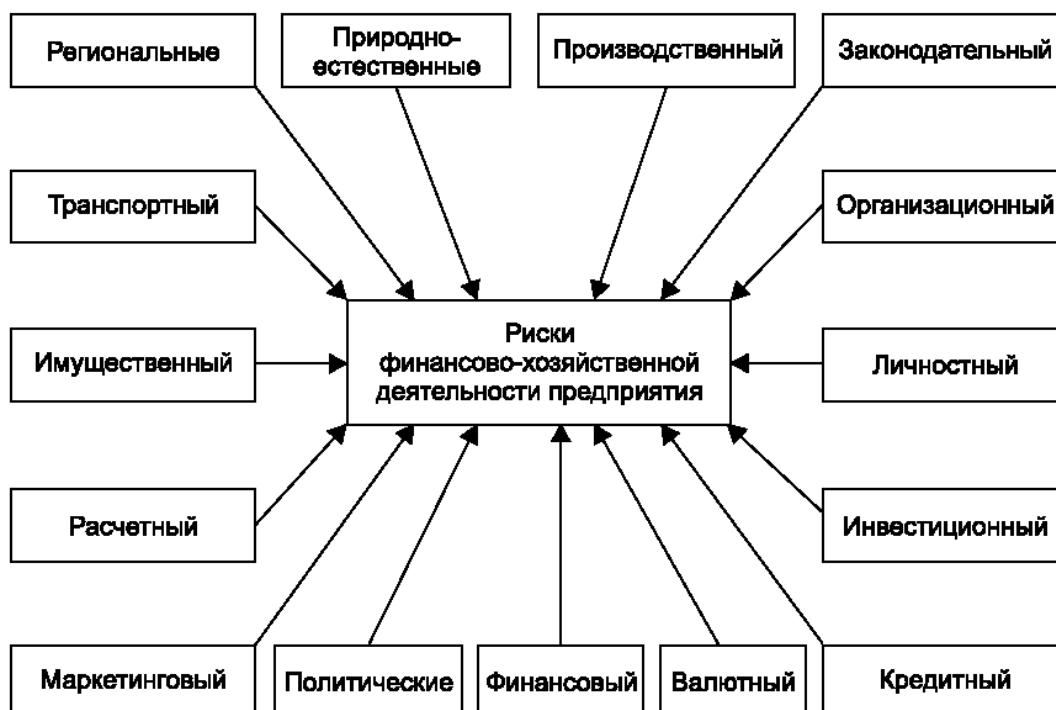 Региональные
Природно-
естественные
Производственный
Законодательный
Транспортный
Организационный
Риски
финансово-хозяйственной
деятельности предприятия
Имущественный
Личностный
Расчетный
Инвестиционный
Маркетинговый
Политические
Финансовый
Валютный
Кредитный